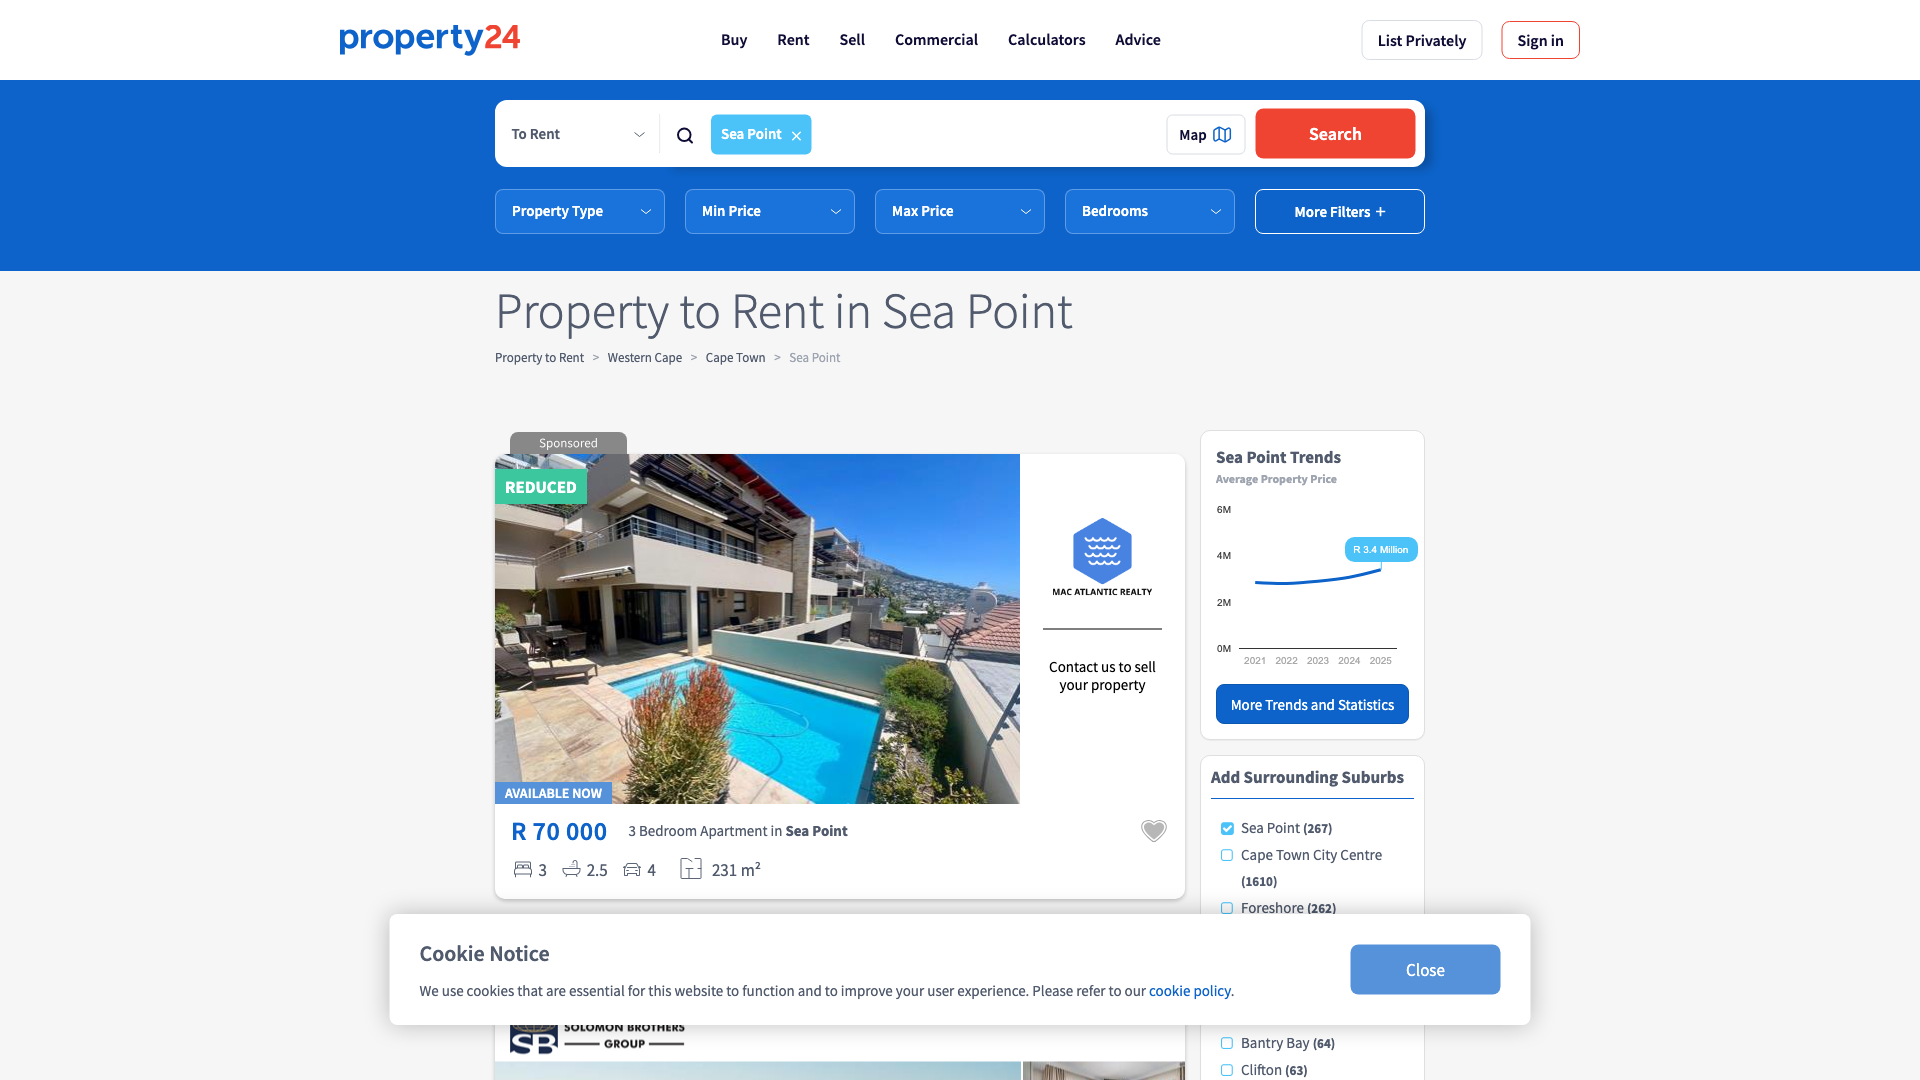 property24
Buy
Rent
Sell
Commercial
Calculators
Advice
List Privately
Sign in
To Rent
Sea Point
Map
Search
Property Type
Min Price
Max Price
Bedrooms
More Filters +
Property to Rent in Sea Point
Property to Rent > Western Cape > Cape Town > Sea Point
Sponsored
REDUCED
AVAILABLE NOW
MAC ATLANTIC REALTY
Contact us to sell
your property
R 70 000
3 Bedroom Apartment in Sea Point
3
2.5
4
231 m²
Sea Point Trends
Average Property Price
6M
4M
2M
0M
R 3.4 Million
2021 2022 2023 2024 2025
More Trends and Statistics
Add Surrounding Suburbs
Sea Point (267)
Cape Town City Centre
(1610)
Foreshore (262)
Cookie Notice
We use cookies that are essential for this website to function and to improve your user experience. Please refer to our cookie policy.
Close
SB
SOLOMON BROTHERS
GROUP
Bantry Bay (64)
Clifton (63)